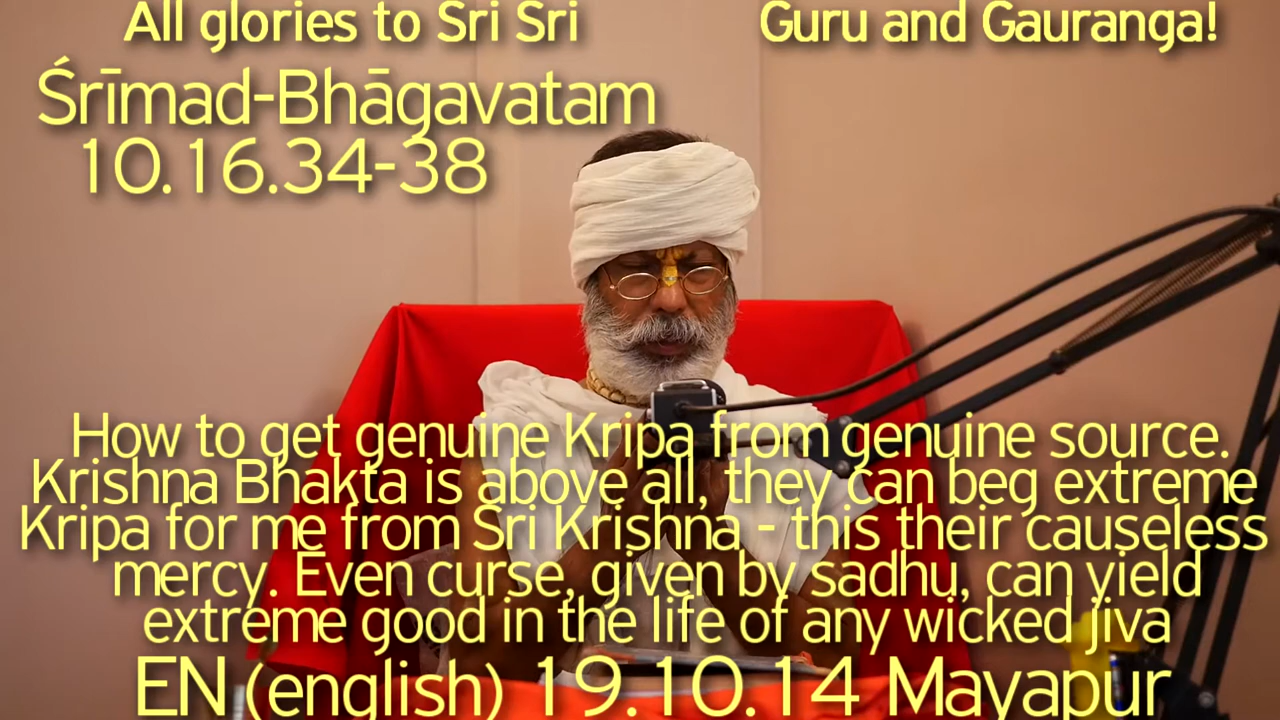 All glories to Sri Sri Guru and Gauranga!
Śrīmad-Bhāgavatam
10.16.34-38
How to get genuine Kripa from genuine source.
Krishna Bhakta is above all, they can beg extreme
Kripa for me from Sri Krishna - this their causeless
mercy. Even curse, given by sadhu, can yield
extreme good in the life of any wicked jiva
EN (english) 19.10.14 Mayapur